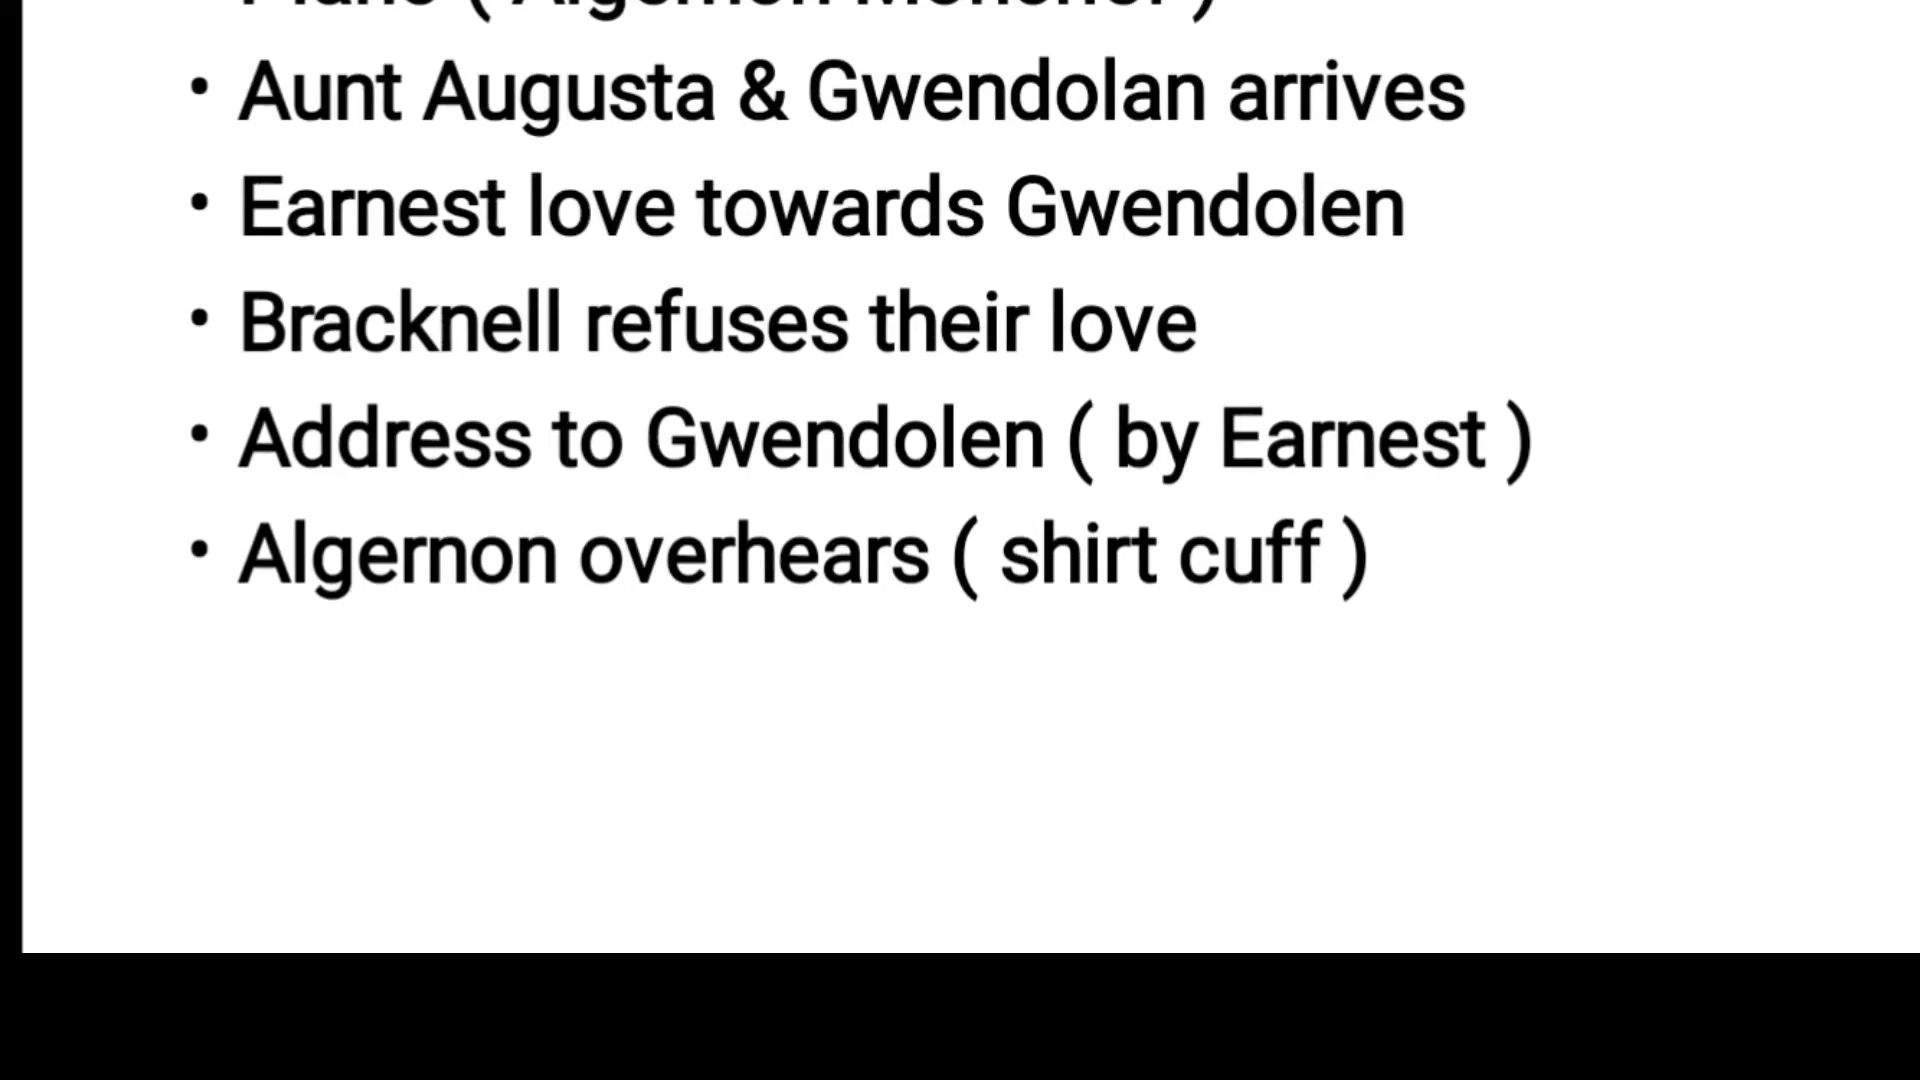 • Aunt Augusta & Gwendolan arrives
• Earnest love towards Gwendolen
• Bracknell refuses their love
• Address to Gwendolen ( by Earnest )
• Algernon overhears ( shirt cuff )